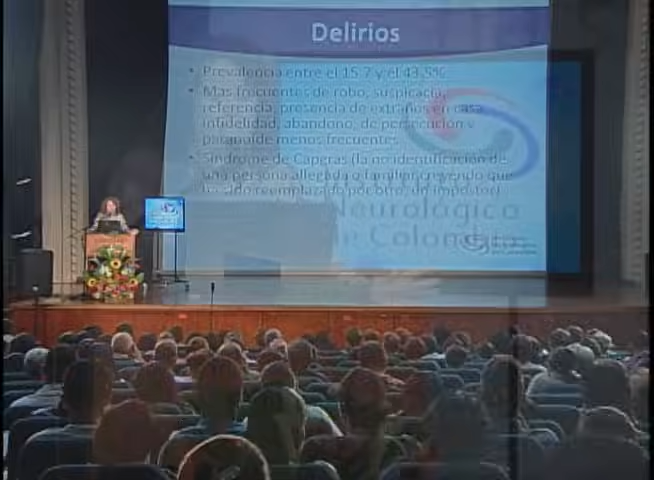 Delirios
• Prevalencia entre el 15.7 y el 43.5%
• Mas frecuentes de robo, suspicacia,
referencia, presencia de extraños en casa
infidelidad, abandono, de persecución y
paranoide menos frecuentes
• Síndrome de Capgras (la no identificación de
una persona allegada o familiar creyendo que
ha sido reemplazado por otro, un impostor)
Neurológico
de Colombia